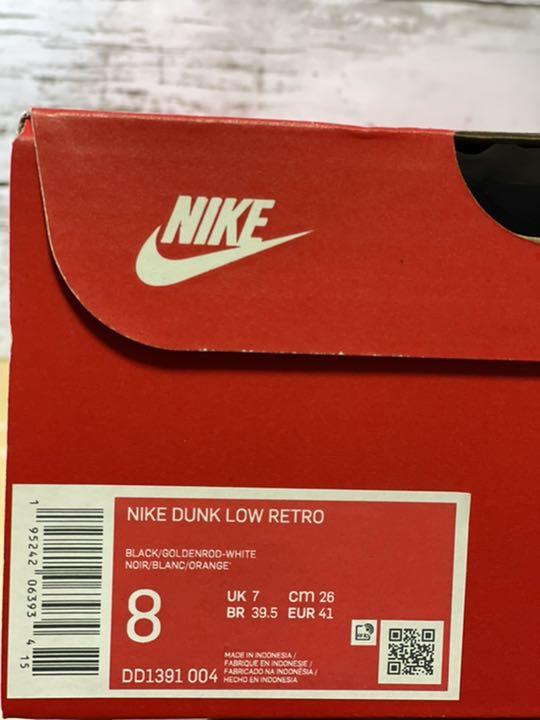 NIKE
NIKE DUNK LOW RETRO
BLACK/GOLDENROD-WHITE
NOIR/BLANC/ORANGE
8
UK 7 cm 26
BR 39.5 EUR 41
DD1391 004
MADE IN INDONESIA /
FABRIQUE EN INDONESIE /
FABRICADO NA INDONESIA /
HECHO EN INDONESIA
1 95242 06393 4 15